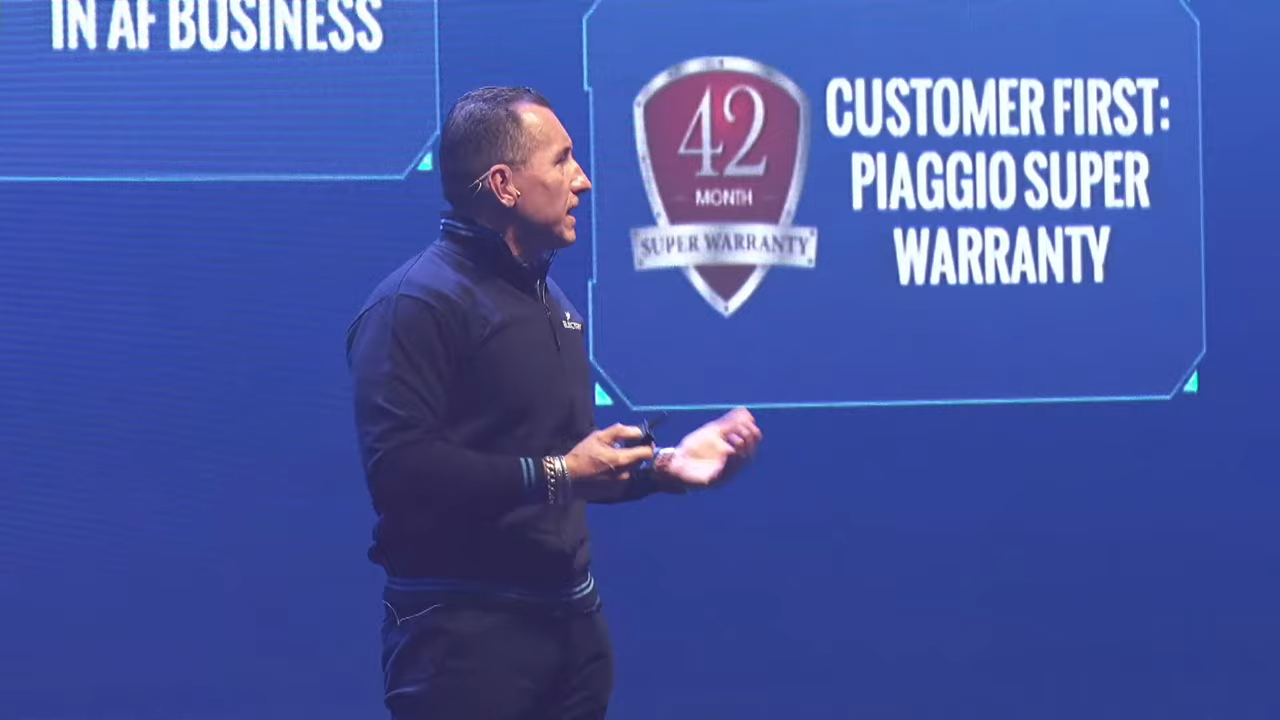 IN AF BUSINESS
42
MONTH
SUPER WARRANTY
CUSTOMER FIRST:
PIAGGIO SUPER
WARRANTY